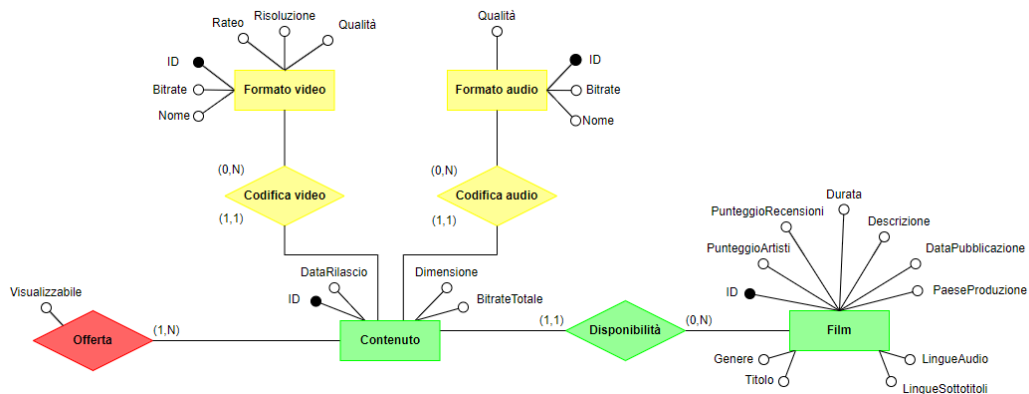 Rateo
Risoluzione
Qualità
ID
Bitrate
Nome
Formato video
Qualità
ID
Bitrate
Nome
Formato audio
(0,N)
Codifica video
(1,1)
(0,N)
Codifica audio
(1,1)
Durata
PunteggioRecensioni
Descrizione
PunteggioArtisti
DataPubblicazione
ID
PaeseProduzione
DataRilascio
Dimensione
ID
BitrateTotale
Visualizzabile
Offerta
(1,N)
Contenuto
(1,1)
Disponibilità
(0,N)
Film
Genere
LingueAudio
Titolo
LingueSottotitoli